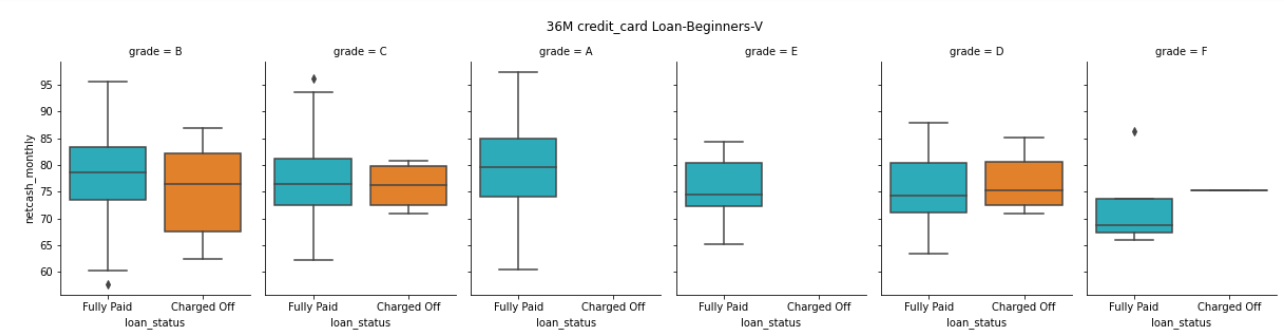 36M credit_card Loan-Beginners-V
grade = B
grade = C
grade = A
grade = E
grade = D
grade = F
netcash_monthly
95
90
85
80
75
70
65
60
Fully Paid Charged Off
loan_status
Fully Paid Charged Off
loan_status
Fully Paid Charged Off
loan_status
Fully Paid Charged Off
loan_status
Fully Paid Charged Off
loan_status
Fully Paid Charged Off
loan_status